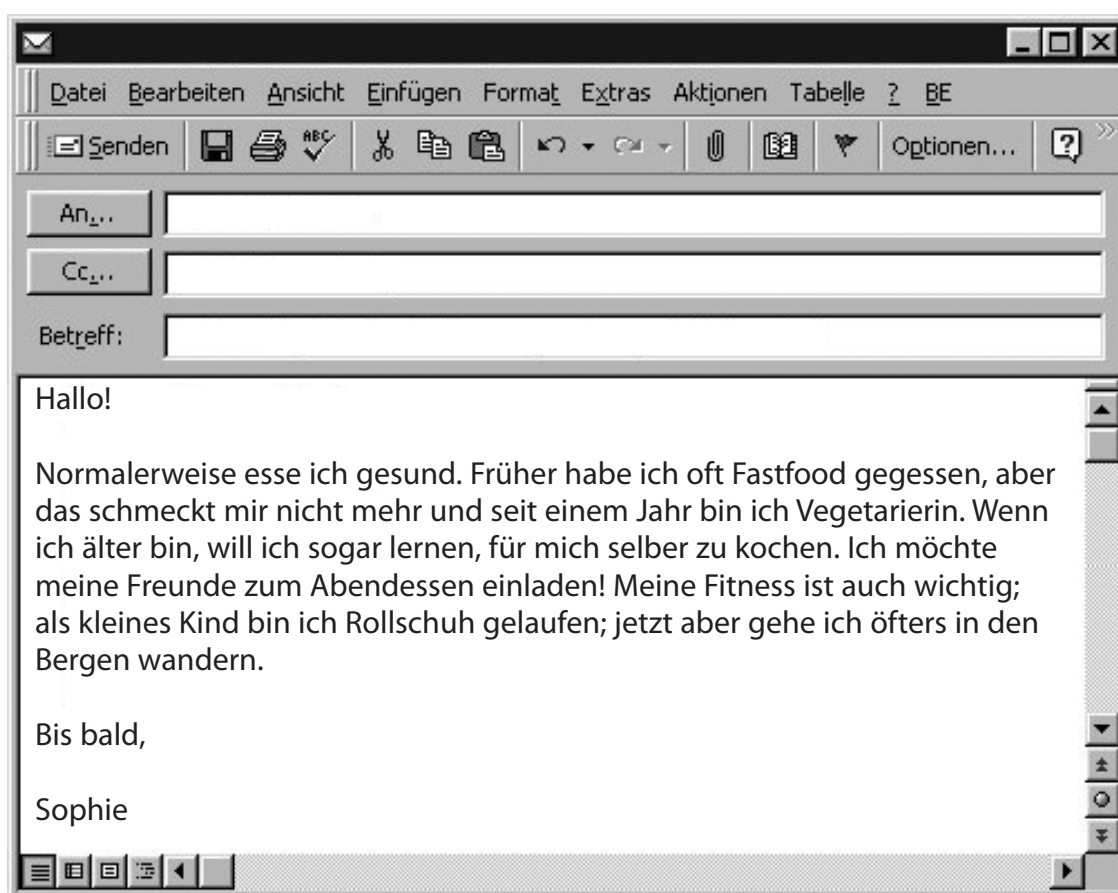 Datei Bearbeiten Ansicht Einfügen Format Extras Aktionen Tabelle ? BE
Senden ABC Optionen... ?
An...
Cc...
Betreff:
Hallo!
Normalerweise esse ich gesund. Früher habe ich oft Fastfood gegessen, aber
das schmeckt mir nicht mehr und seit einem Jahr bin ich Vegetarierin. Wenn
ich älter bin, will ich sogar lernen, für mich selber zu kochen. Ich möchte
meine Freunde zum Abendessen einladen! Meine Fitness ist auch wichtig;
als kleines Kind bin ich Rollschuh gelaufen; jetzt aber gehe ich öfters in den
Bergen wandern.
Bis bald,
Sophie